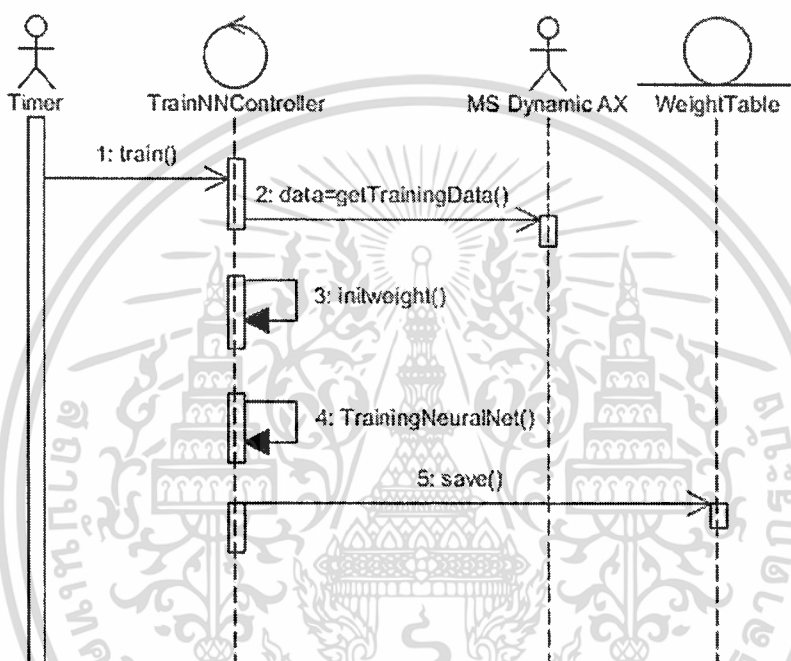 Timer
TrainNNController
MS Dynamic AX
WeightTable
1: train()
2: data=getTrainingData()
3: initweight()
4: TrainingNeuralNet()
5: save()